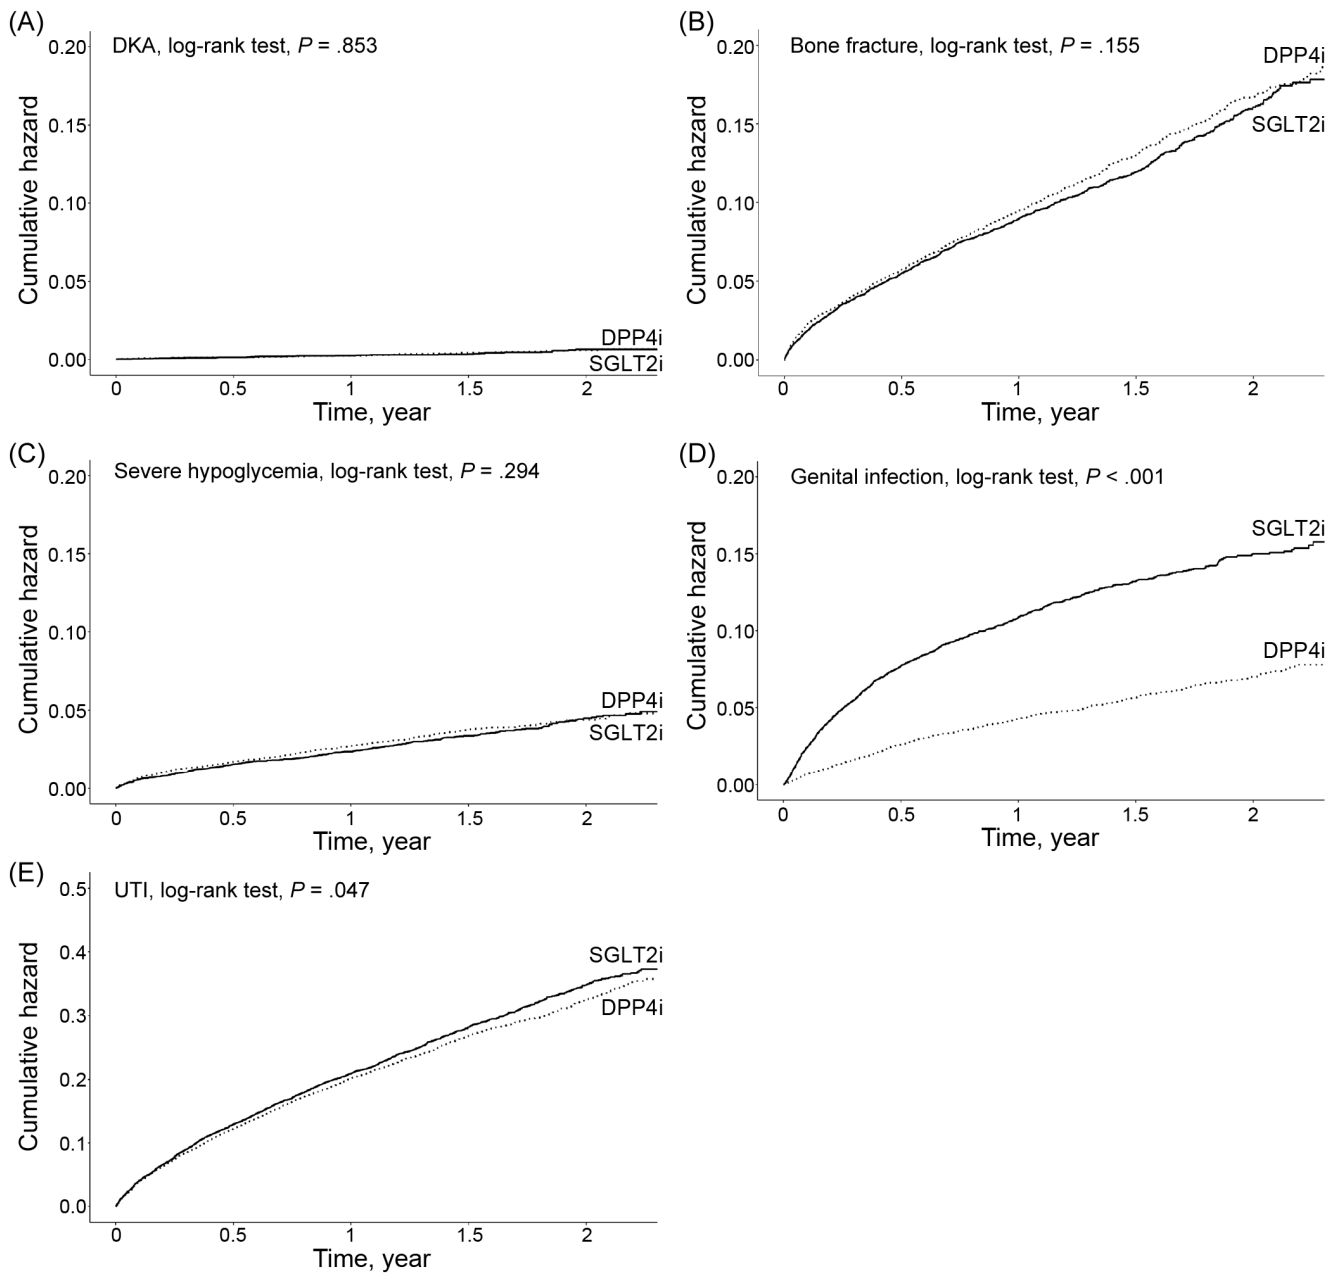 (A)
DKA, log-rank test, P = .853
0.20
0.15
0.10
0.05
0.00
Cumulative hazard
DPP4i
SGLT2i
0 0.5 1 1.5 2
Time, year
(B)
Bone fracture, log-rank test, P = .155
0.20
0.15
0.10
0.05
0.00
Cumulative hazard
DPP4i
SGLT2i
0 0.5 1 1.5 2
Time, year
(C)
Severe hypoglycemia, log-rank test, P = .294
0.20
0.15
0.10
0.05
0.00
Cumulative hazard
DPP4i
SGLT2i
0 0.5 1 1.5 2
Time, year
(D)
Genital infection, log-rank test, P < .001
0.20
0.15
0.10
0.05
0.00
Cumulative hazard
SGLT2i
DPP4i
0 0.5 1 1.5 2
Time, year
(E)
UTI, log-rank test, P = .047
0.5
0.4
0.3
0.2
0.1
0.0
Cumulative hazard
SGLT2i
DPP4i
0 0.5 1 1.5 2
Time, year